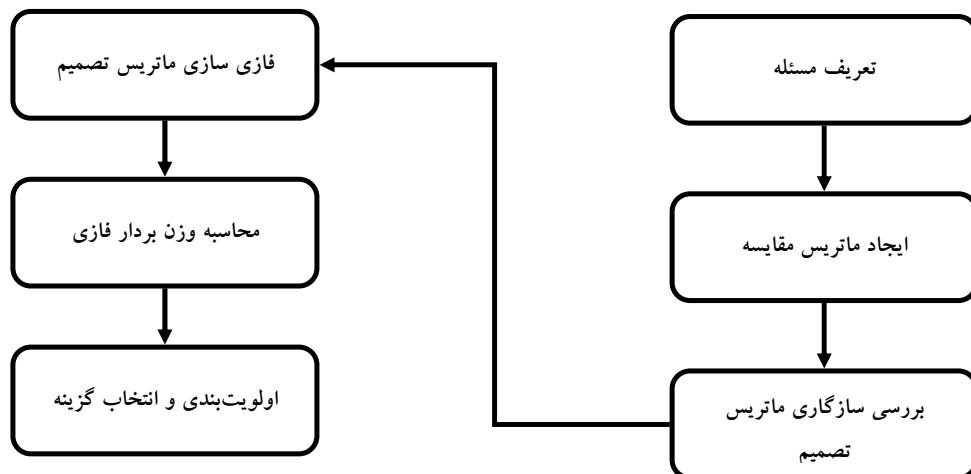 تعریف مسئله
ایجاد ماتریس مقایسه
بررسی سازگاری ماتریس
تصمیم
فازی سازی ماتریس تصمیم
محاسبه وزن بردار فازی
اولویت‌بندی و انتخاب گزینه